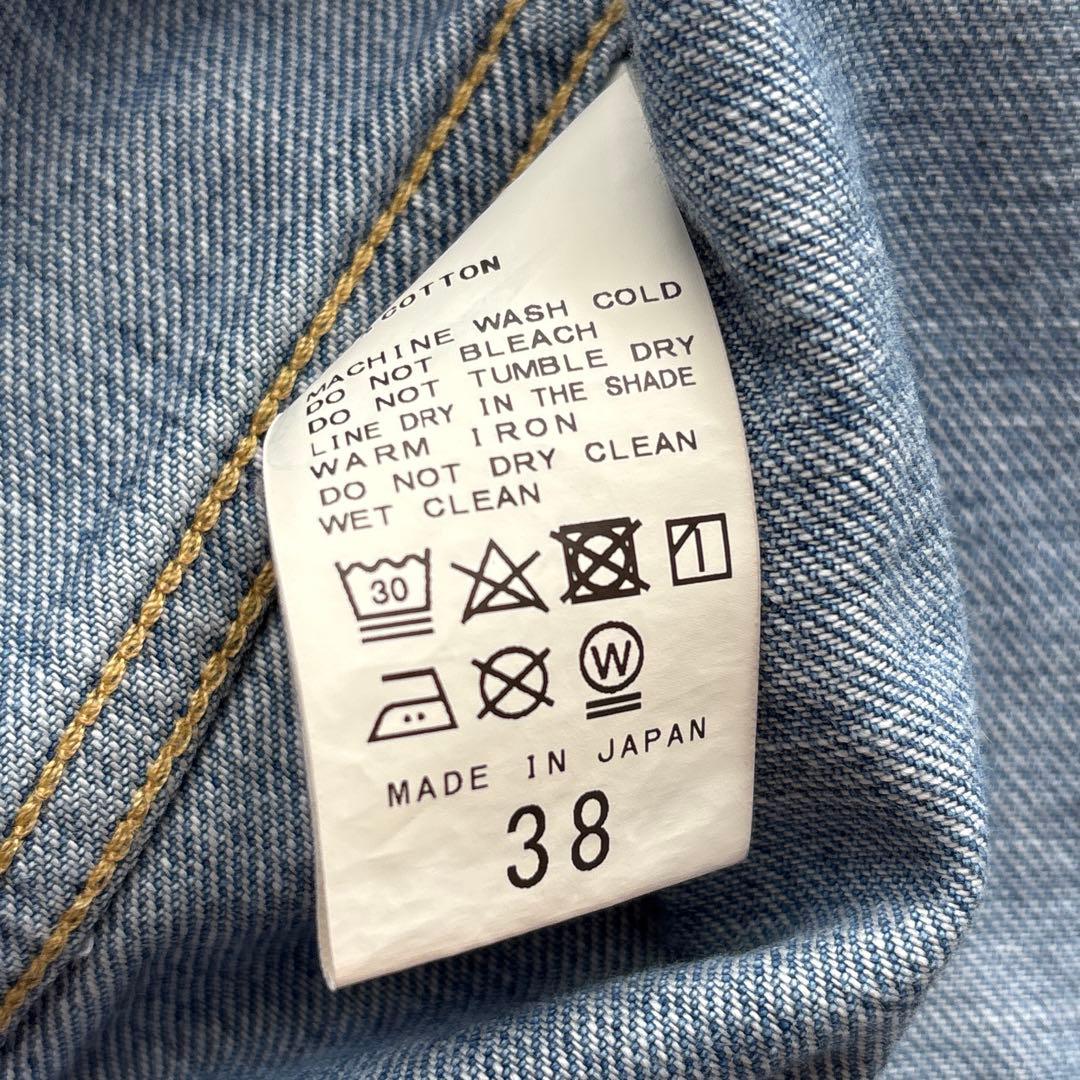 COTTON
MACHINE WASH COLD
DO NOT BLEACH
DO NOT TUMBLE DRY
LINE DRY IN THE SHADE
WARM IRON
DO NOT DRY CLEAN
WET CLEAN
30
W
MADE IN JAPAN
38